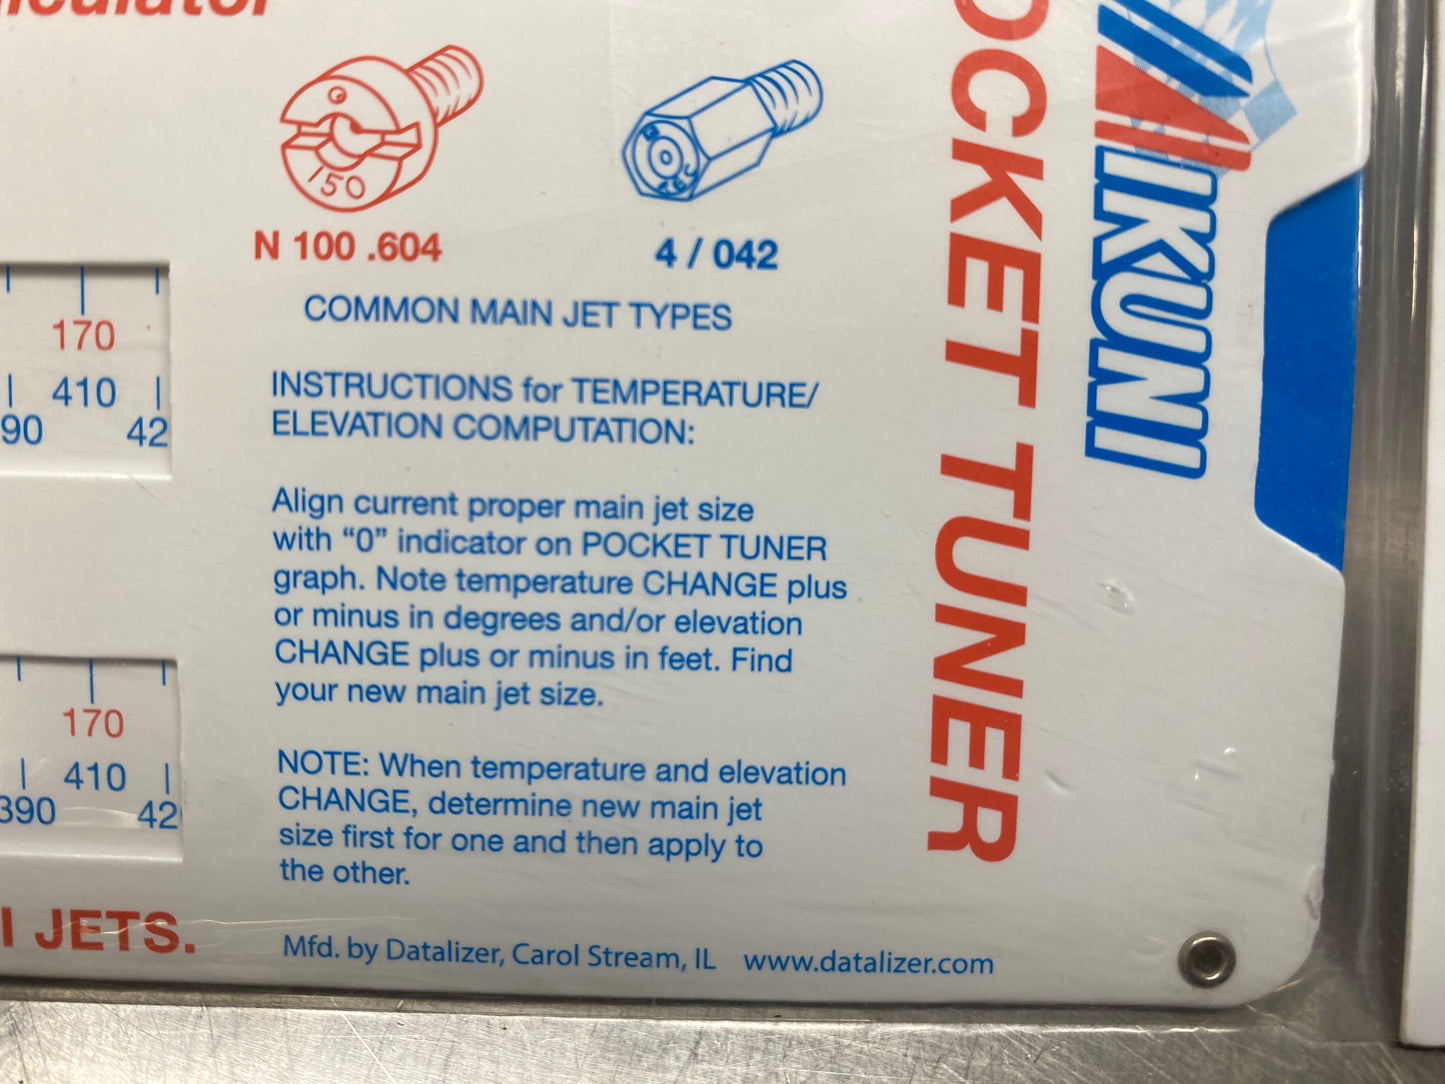 150
N 100 .604
4 / 042
COMMON MAIN JET TYPES
INSTRUCTIONS for TEMPERATURE/
ELEVATION COMPUTATION:
Align current proper main jet size
with “0” indicator on POCKET TUNER
graph. Note temperature CHANGE plus
or minus in degrees and/or elevation
CHANGE plus or minus in feet. Find
your new main jet size.
NOTE: When temperature and elevation
CHANGE, determine new main jet
size first for one and then apply to
the other.
Mfd. by Datalizer, Carol Stream, IL www.datalizer.com
170
410
90 42
170
410
390 42
I JETS.
OCKET TUNER
MIKUNI